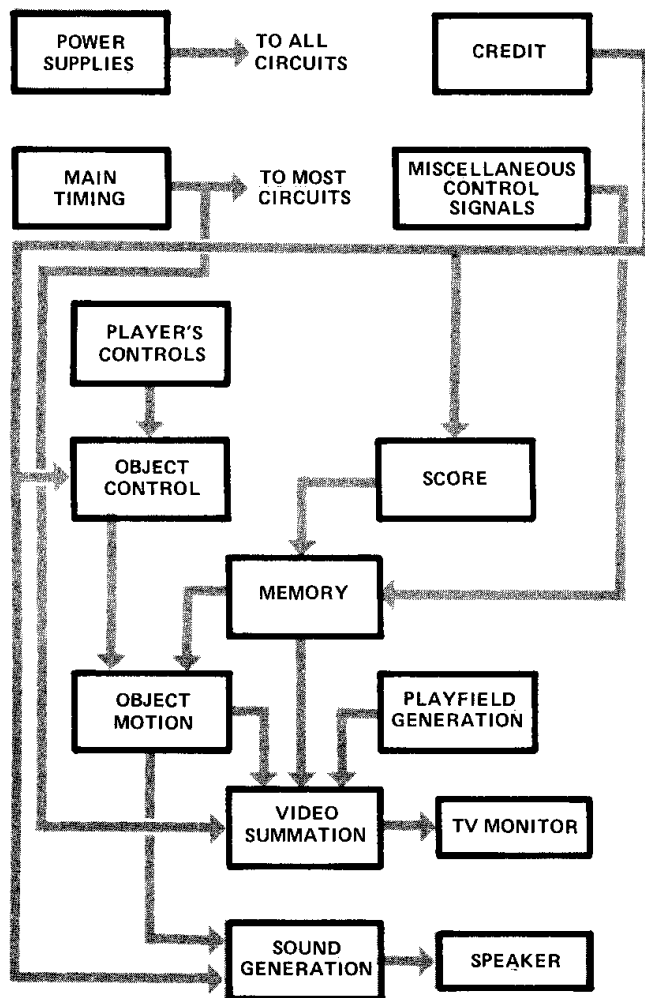 POWER
SUPPLIES
TO ALL
CIRCUITS
CREDIT
MAIN
TIMING
TO MOST
CIRCUITS
MISCELLANEOUS
CONTROL
SIGNALS
PLAYER'S
CONTROLS
OBJECT
CONTROL
SCORE
MEMORY
OBJECT
MOTION
PLAYFIELD
GENERATION
VIDEO
SUMMATION
TV MONITOR
SOUND
GENERATION
SPEAKER